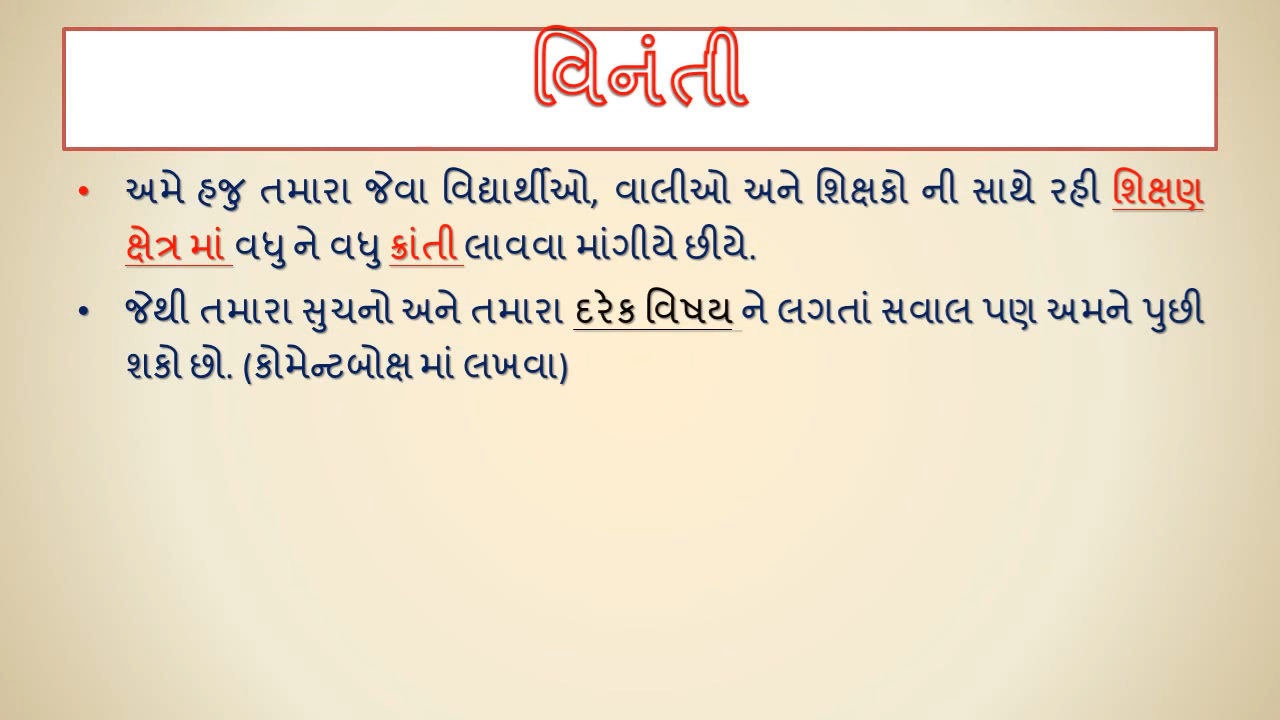 વિનંતી
• અમે હજુ તમારા જેવા વિદ્યાર્થીઓ, વાલીઓ અને શિક્ષકો ની સાથે રહી શિક્ષણ
ક્ષેત્ર માં વધુ ને વધુ ક્રાંતી લાવવા માંગીયે છીયે.
• જેથી તમારા સુચનો અને તમારા દરેક વિષય ને લગતાં સવાલ પણ અમને પુછી
શકો છો. (કોમેન્ટબોક્ષ માં લખવા)